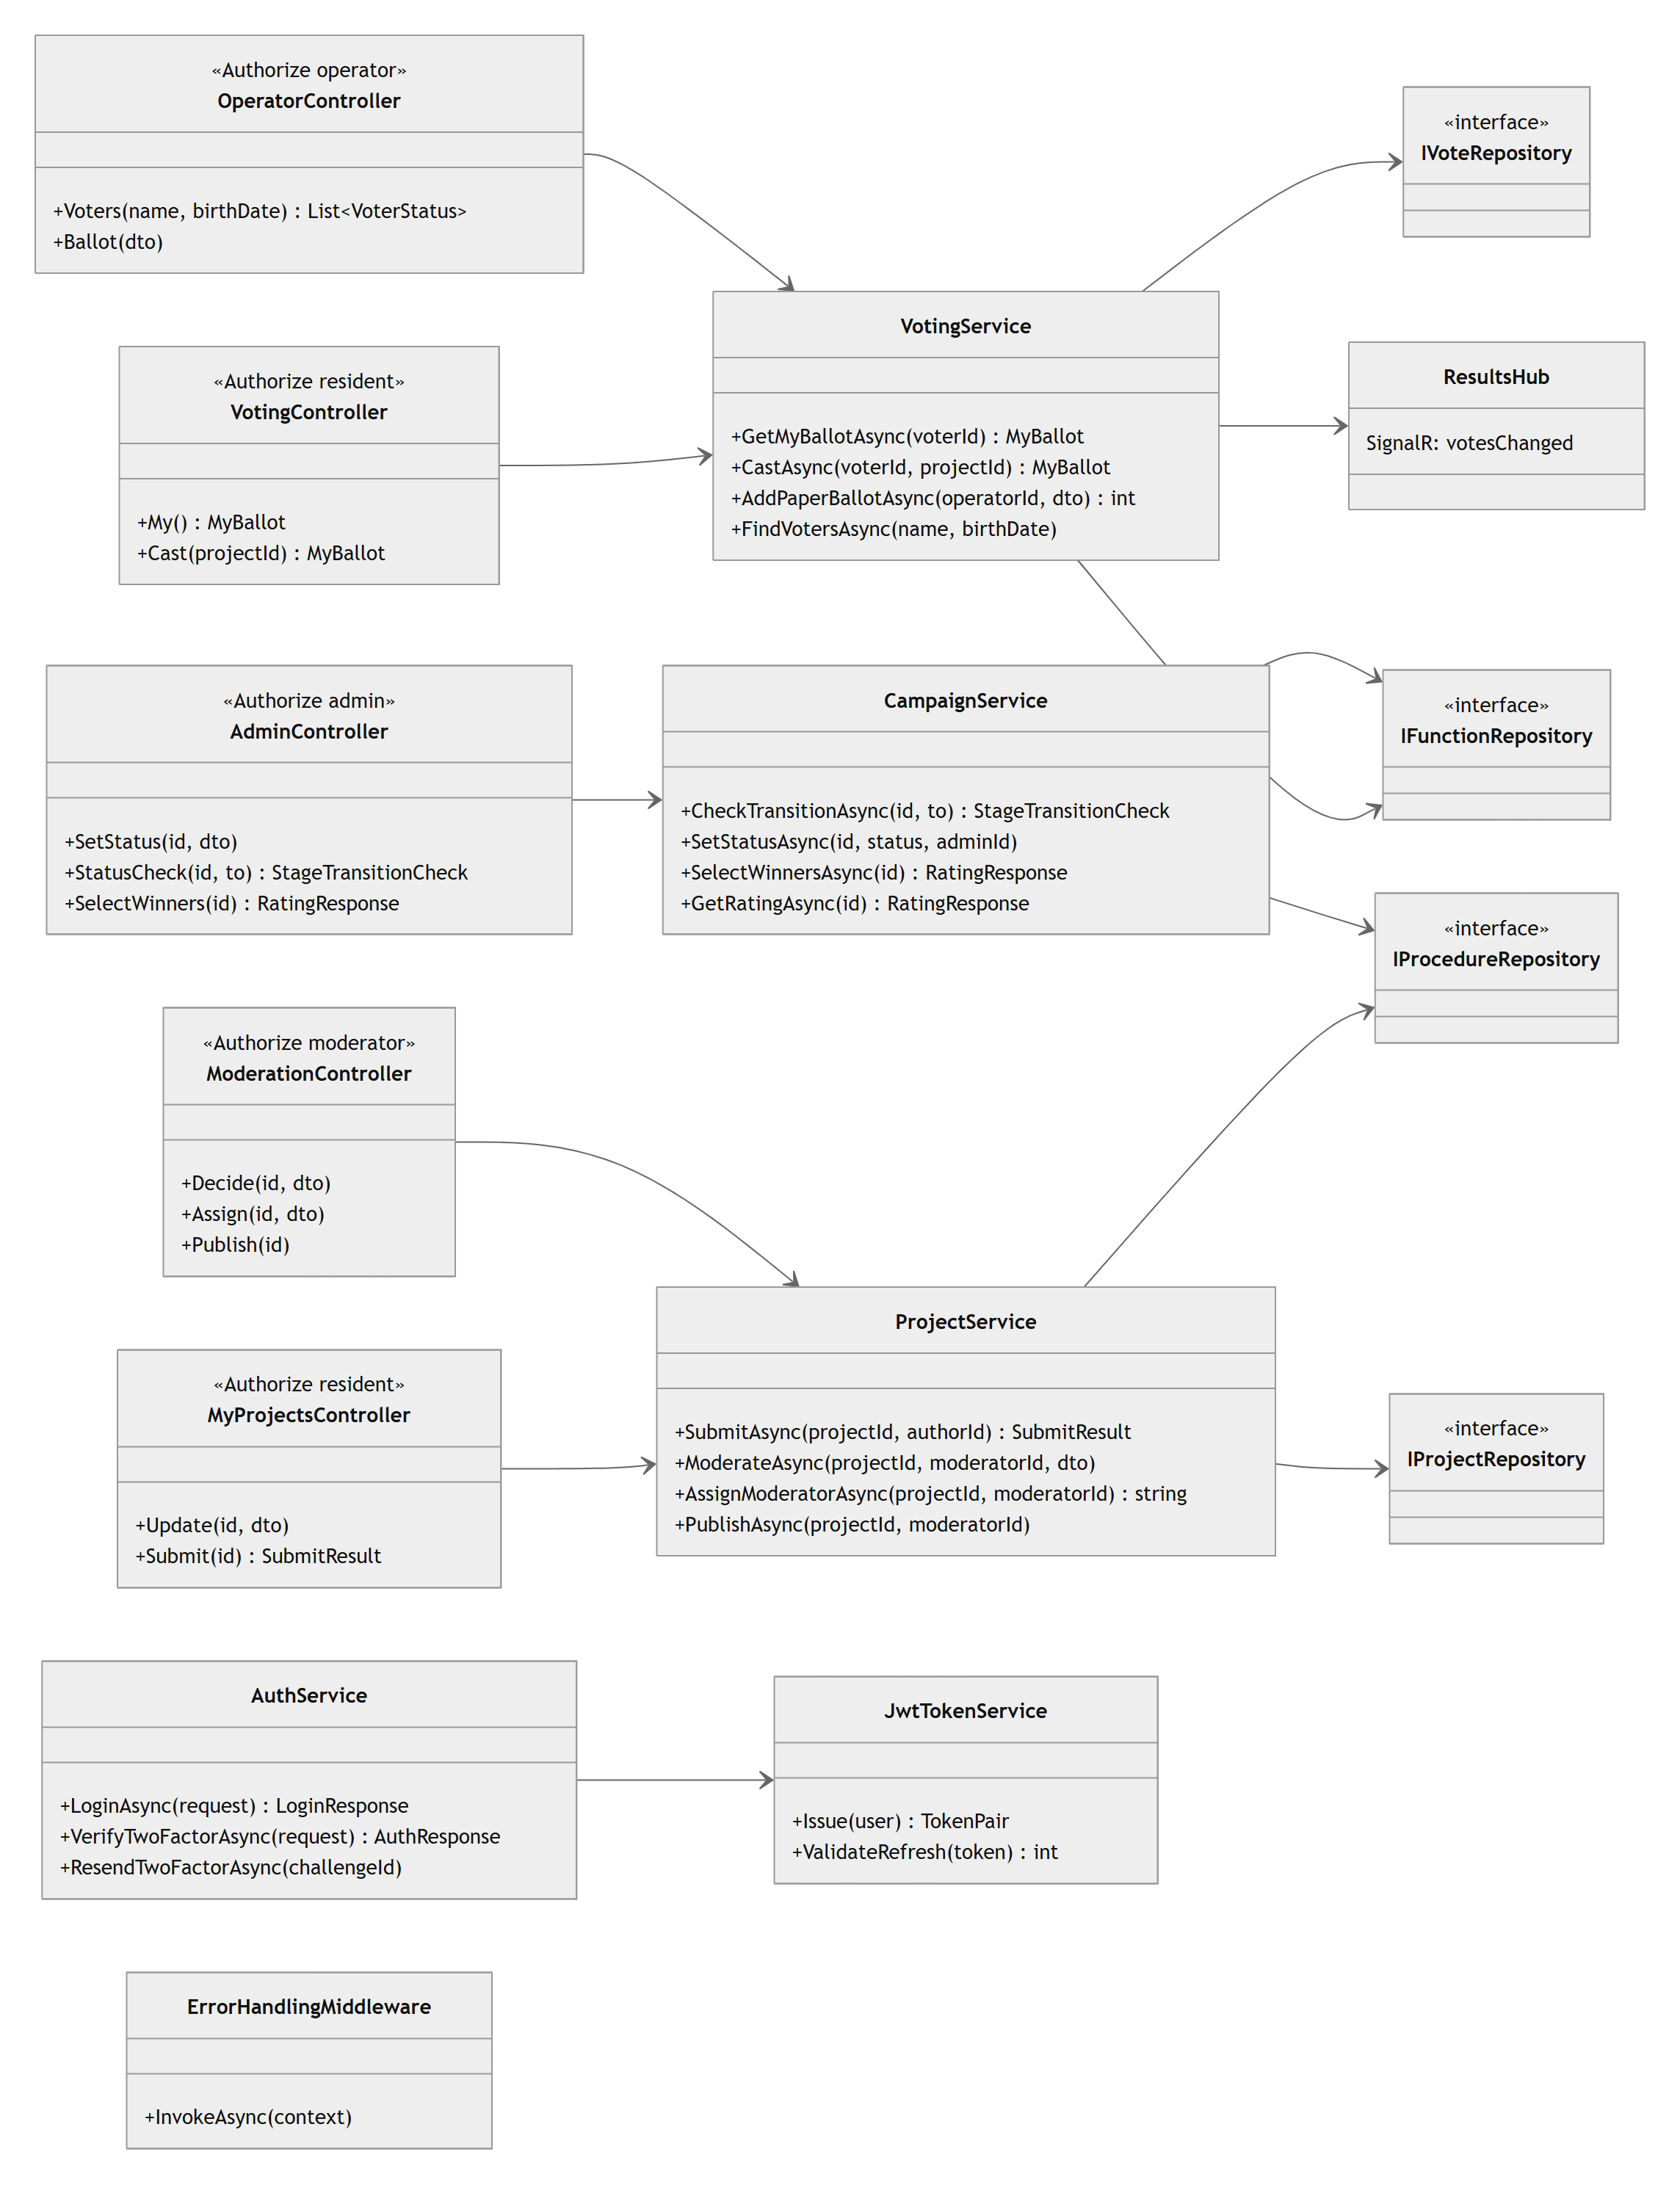 «Authorize operator»
OperatorController
+Voters(name, birthDate) : List<VoterStatus>
+Ballot(dto)
«interface»
IVoteRepository
VotingService
+GetMyBallotAsync(voterId) : MyBallot
+CastAsync(voterId, projectId) : MyBallot
+AddPaperBallotAsync(operatorId, dto) : int
+FindVotersAsync(name, birthDate)
«Authorize resident»
VotingController
+My() : MyBallot
+Cast(projectId) : MyBallot
ResultsHub
SignalR: votesChanged
«Authorize admin»
AdminController
+SetStatus(id, dto)
+StatusCheck(id, to) : StageTransitionCheck
+SelectWinners(id) : RatingResponse
CampaignService
+CheckTransitionAsync(id, to) : StageTransitionCheck
+SetStatusAsync(id, status, adminId)
+SelectWinnersAsync(id) : RatingResponse
+GetRatingAsync(id) : RatingResponse
«interface»
IFunctionRepository
«interface»
IProcedureRepository
«Authorize moderator»
ModerationController
+Decide(id, dto)
+Assign(id, dto)
+Publish(id)
ProjectService
+SubmitAsync(projectId, authorId) : SubmitResult
+ModerateAsync(projectId, moderatorId, dto)
+AssignModeratorAsync(projectId, moderatorId) : string
+PublishAsync(projectId, moderatorId)
«Authorize resident»
MyProjectsController
+Update(id, dto)
+Submit(id) : SubmitResult
«interface»
IProjectRepository
AuthService
+LoginAsync(request) : LoginResponse
+VerifyTwoFactorAsync(request) : AuthResponse
+ResendTwoFactorAsync(challengeId)
JwtTokenService
+Issue(user) : TokenPair
+ValidateRefresh(token) : int
ErrorHandlingMiddleware
+InvokeAsync(context)